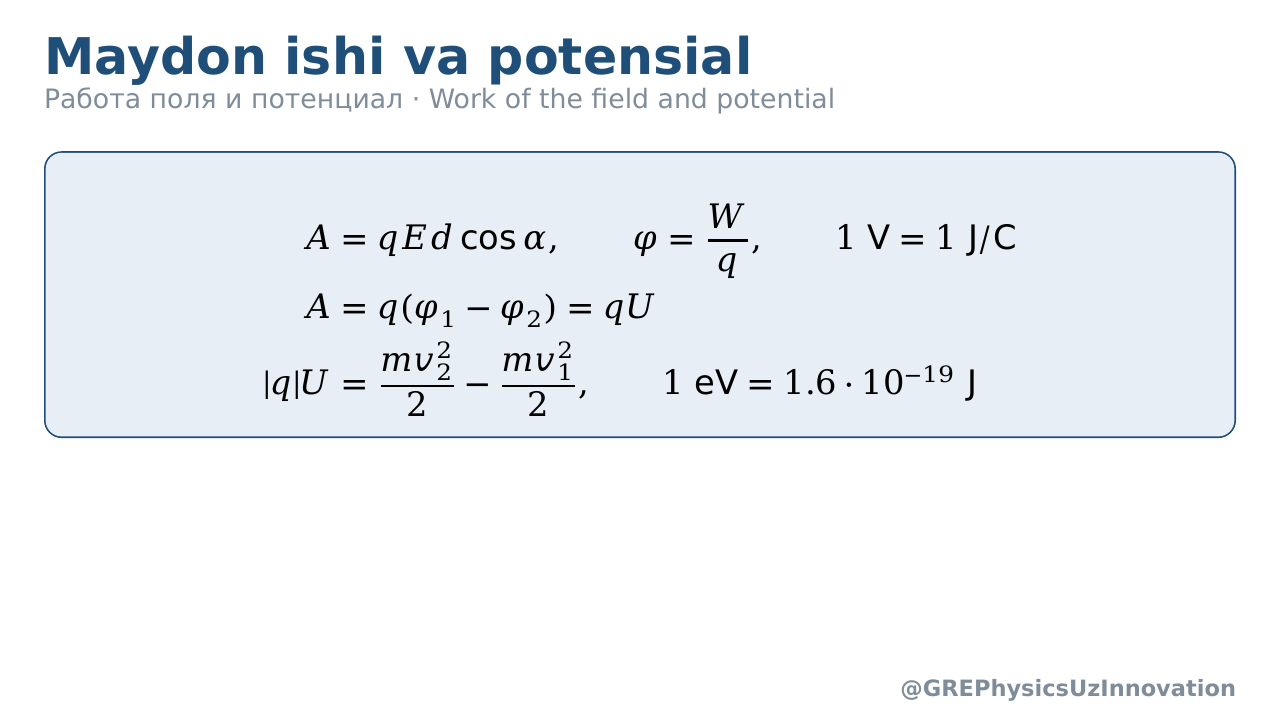 Maydon ishi va potensial
Работа поля и потенциал · Work of the field and potential
A = qEd cos α, φ = W/q, 1 V = 1 J/C
A = q(φ₁ − φ₂) = qU
|q|U = mv₂²/2 − mv₁²/2, 1 eV = 1.6 · 10⁻¹⁹ J
@GREPhysicsUzInnovation